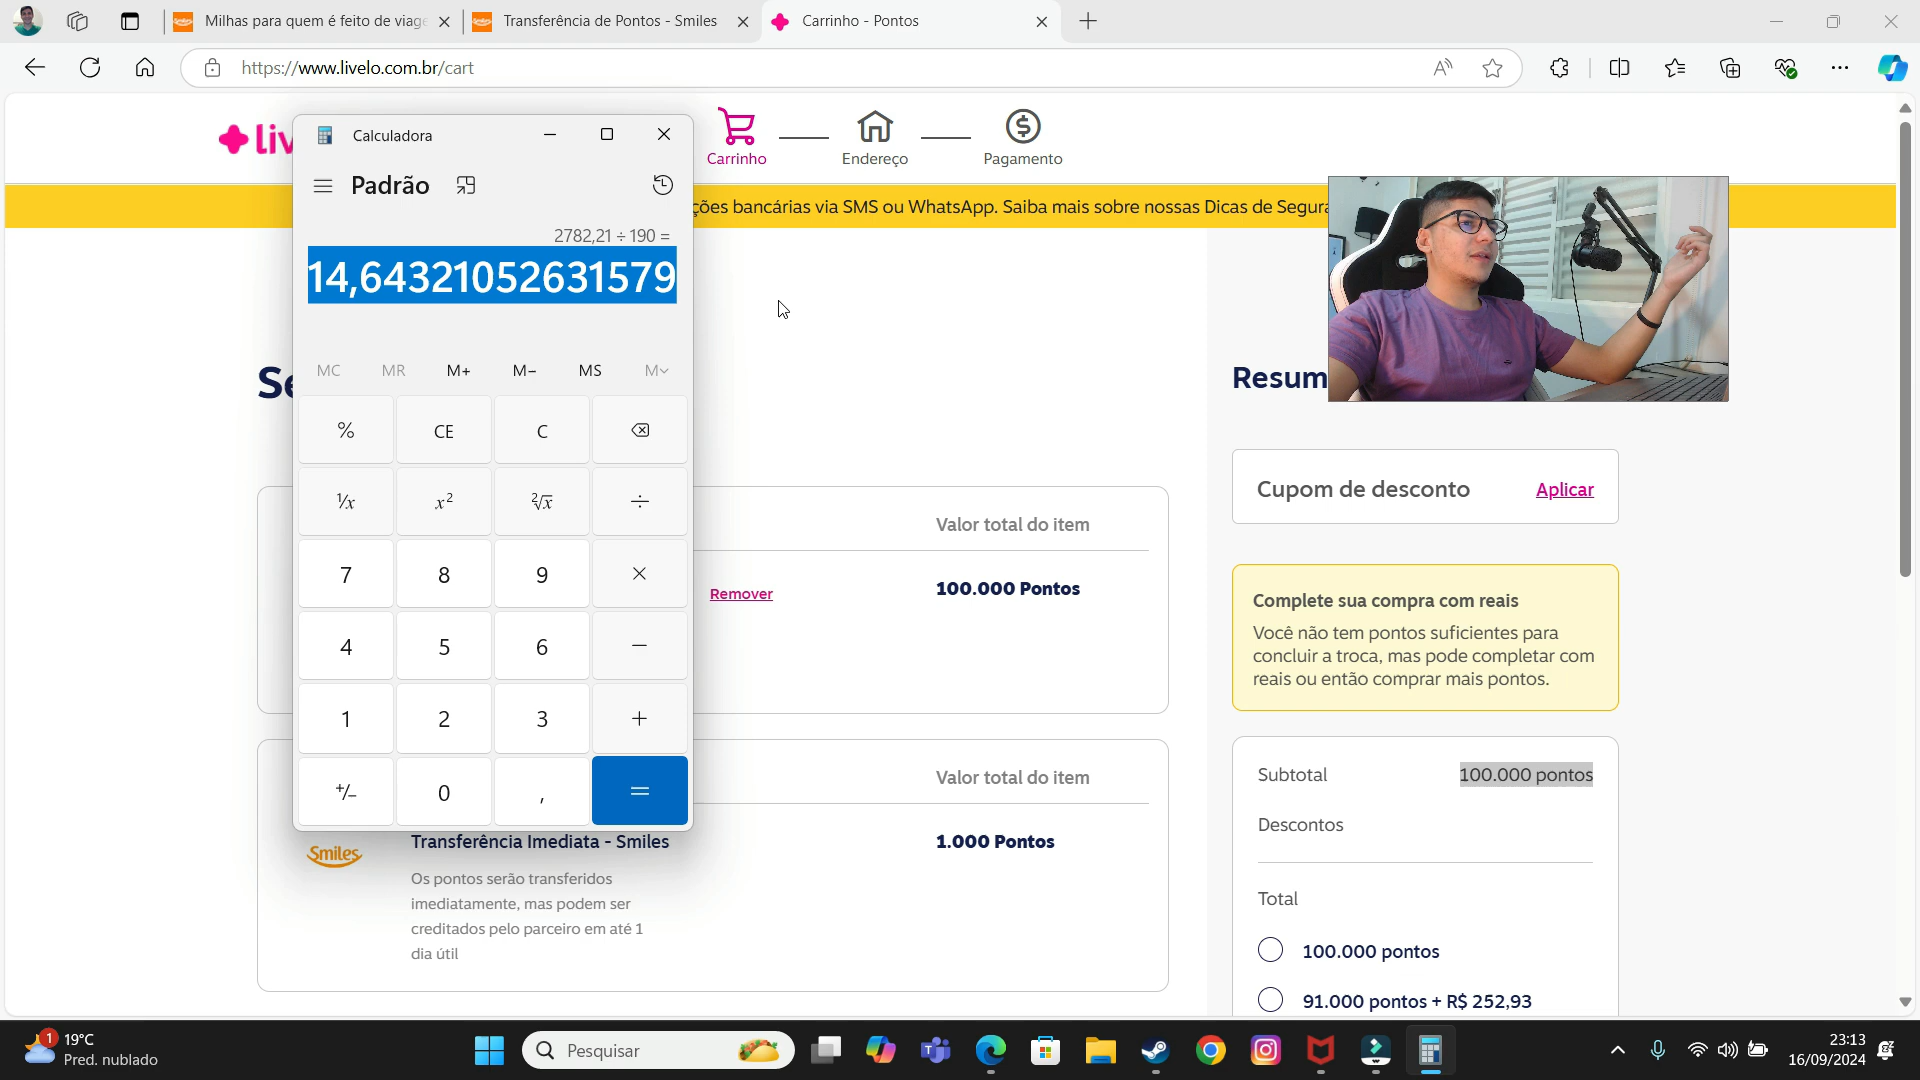 Milhas para quem é feito de viage
Transferência de Pontos - Smiles
Carrinho - Pontos
https://www.livelo.com.br/cart
liv
Calculadora
Carrinho
Endereço
Pagamento
Padrão
ções bancárias via SMS ou WhatsApp. Saiba mais sobre nossas Dicas de Segura
2782,21 ÷ 190 =
14,64321052631579
MC MR M+ M− MS M
Se
Resum
% CE C
Cupom de desconto Aplicar
¹/x x² ²√x ÷
Valor total do item
7 8 9 ×
Remover
100.000 Pontos
Complete sua compra com reais
Você não tem pontos suficientes para
concluir a troca, mas pode completar com
reais ou então comprar mais pontos.
4 5 6 −
1 2 3 +
Subtotal 100.000 pontos
Valor total do item
+/− 0 , =
Descontos
Smiles
Transferência Imediata - Smiles
1.000 Pontos
Os pontos serão transferidos
imediatamente, mas podem ser
creditados pelo parceiro em até 1
dia útil
Total
100.000 pontos
91.000 pontos + R$ 252,93
1
19°C
Pred. nublado
Pesquisar
23:13
16/09/2024